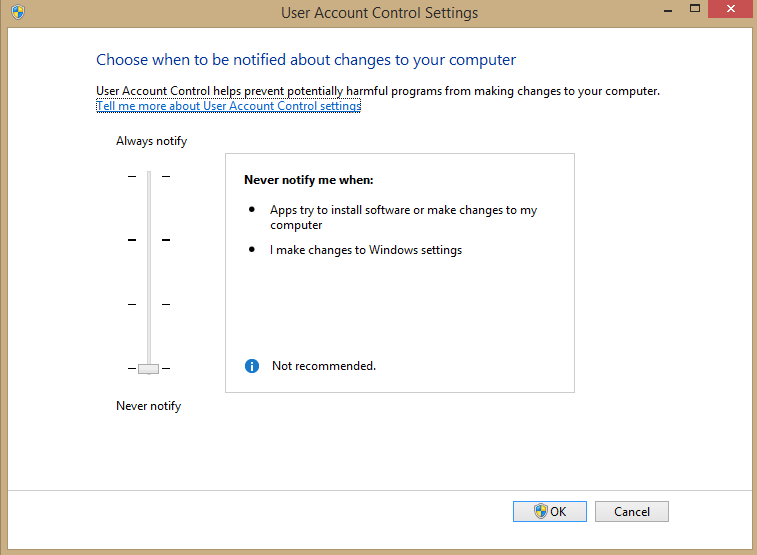 User Account Control Settings
Choose when to be notified about changes to your computer
User Account Control helps prevent potentially harmful programs from making changes to your computer.
Tell me more about User Account Control settings
Always notify
Never notify me when:
Apps try to install software or make changes to my
computer
I make changes to Windows settings
Not recommended.
Never notify
OK
Cancel